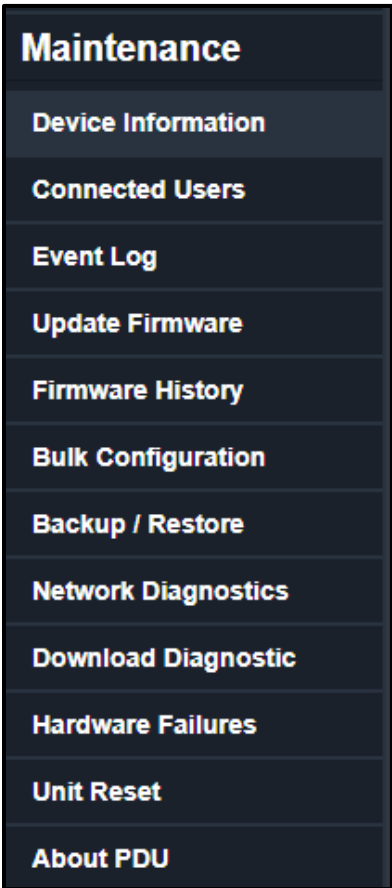 Maintenance
Device Information
Connected Users
Event Log
Update Firmware
Firmware History
Bulk Configuration
Backup / Restore
Network Diagnostics
Download Diagnostic
Hardware Failures
Unit Reset
About PDU